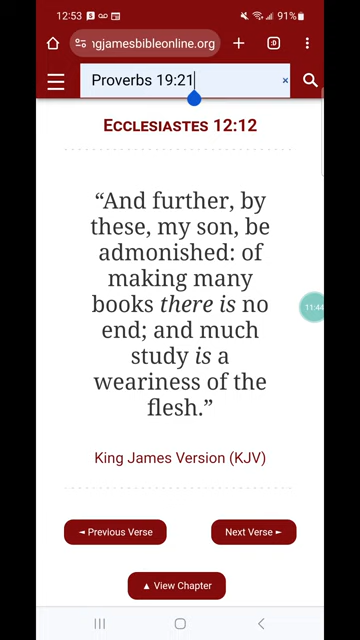 12:53
91%
ngjamesbibleonline.org
:D
Proverbs 19:21
×
ECCLESIASTES 12:12
“And further, by
these, my son, be
admonished: of
making many
books there is no
end; and much
study is a
weariness of the
flesh.”
11:44
King James Version (KJV)
◄ Previous Verse
Next Verse ►
▲ View Chapter